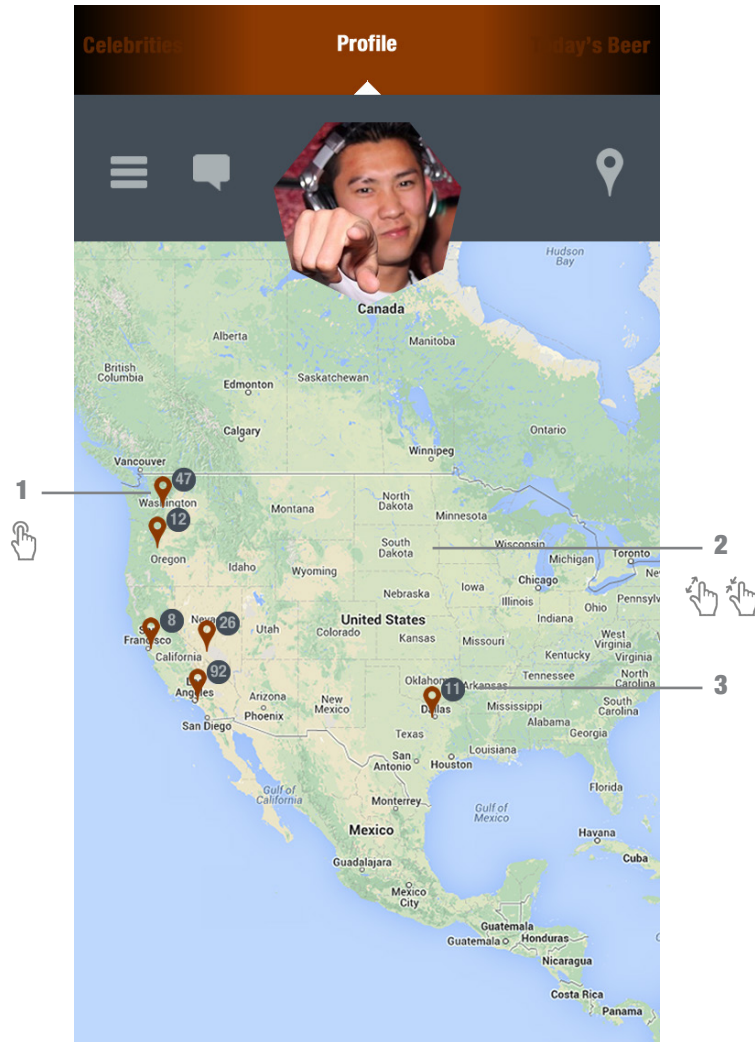 Celebrities
Profile
Today's Beer
Hudson
Bay
Canada
Alberta
Manitoba
British
Columbia
Edmonton
Saskatchewan
Calgary
Ontario
Winnipeg
Vancouver
47
1
Washington
12
North
Dakota
Montana
Minnesota
South
Dakota
Wisconsin
2
Oregon
Michigan
Toronto
Idaho
Wyoming
Chicago
Nebraska
Iowa
Illinois
Ohio
Pennsylv
8
26
Nevada
Utah
Colorado
United States
Kansas
Missouri
Indiana
West
Virginia
Francisco
California
Kentucky
Virginia
92
Angeles
Arizona
Phoenix
New
Mexico
Oklahoma
11
Arkansas
Tennessee
North
Carolina
3
Dallas
Mississippi
South
Carolina
San Diego
Alabama
Georgia
Texas
San
Antonio
Houston
Louisiana
Gulf of
California
Florida
Monterrey
Gulf of
Mexico
Mexico
Havana
Cuba
Guadalajara
Mexico
City
Guatemala
Guatemala
Honduras
Nicaragua
Costa Rica
Panama